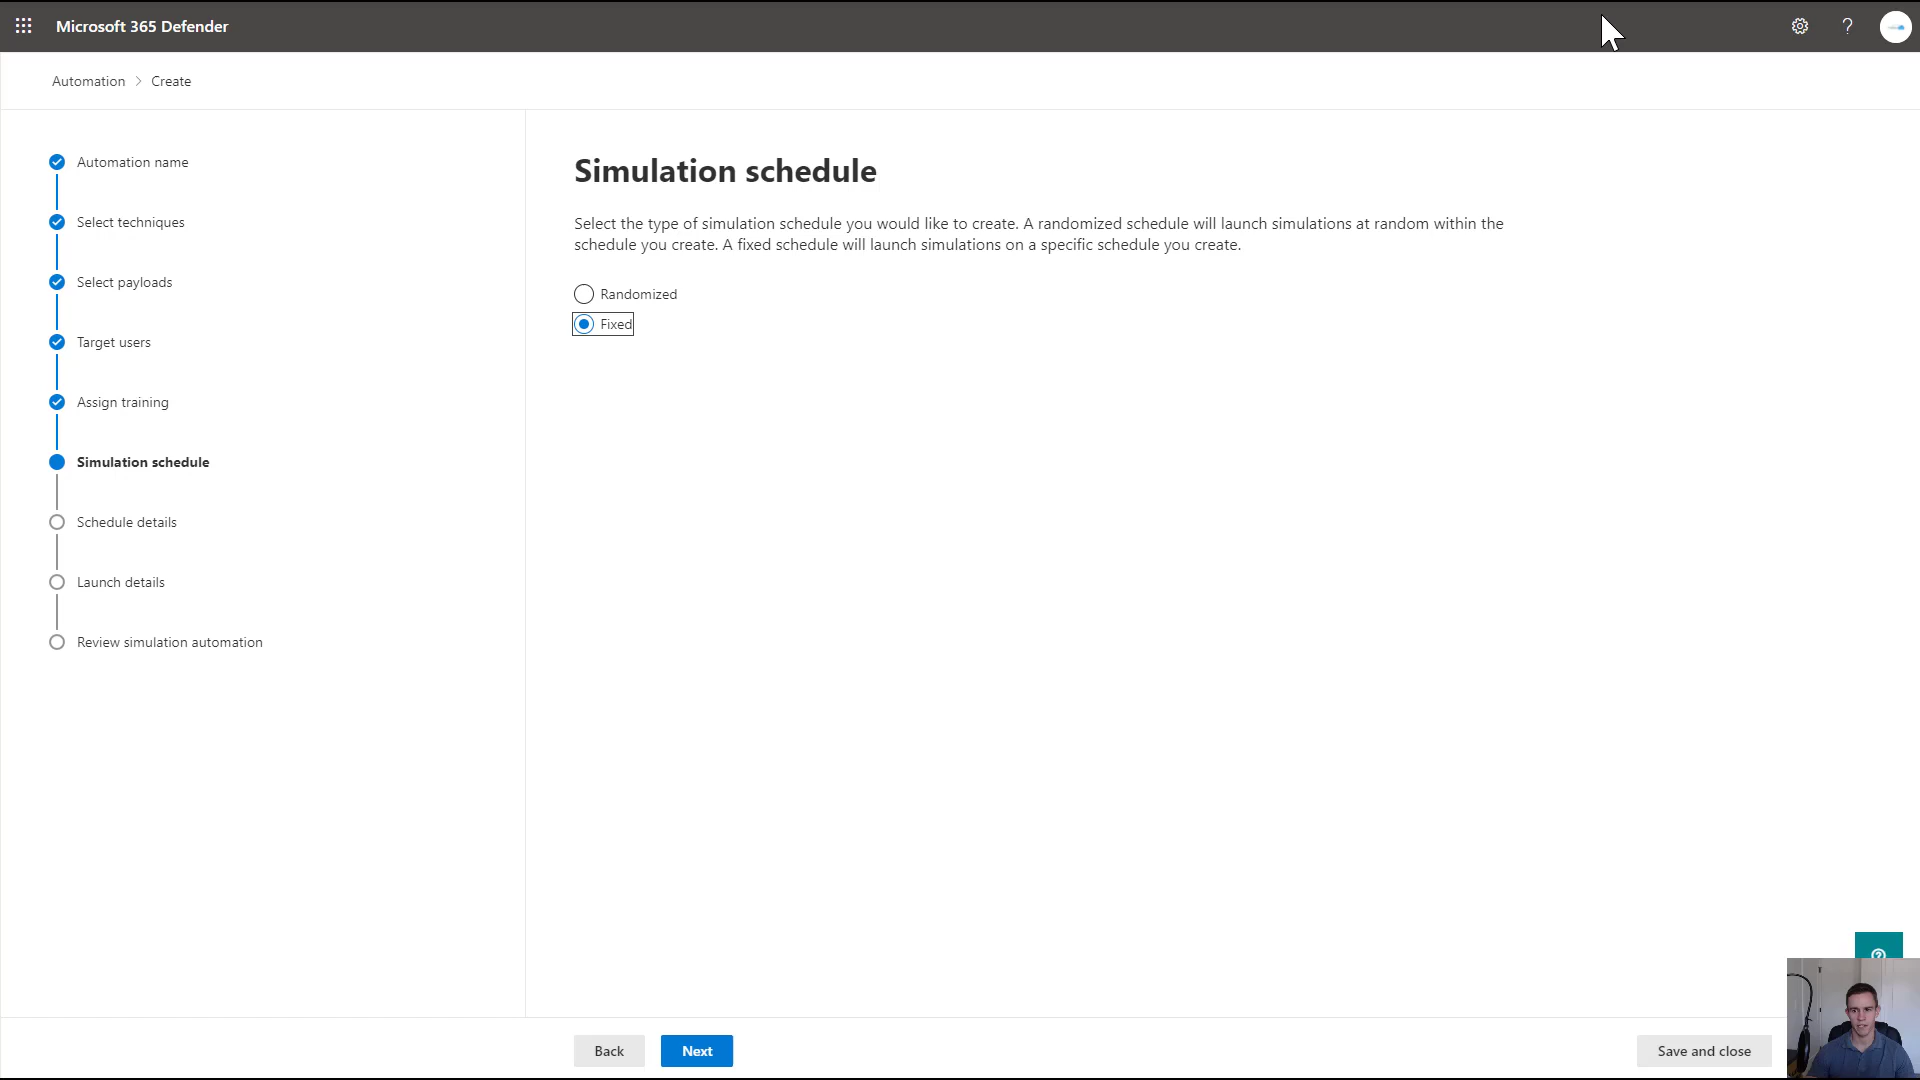 Microsoft 365 Defender
?
Automation > Create
Automation name
Select techniques
Select payloads
Target users
Assign training
Simulation schedule
Schedule details
Launch details
Review simulation automation
Simulation schedule
Select the type of simulation schedule you would like to create. A randomized schedule will launch simulations at random within the
schedule you create. A fixed schedule will launch simulations on a specific schedule you create.
Randomized
Fixed
Back
Next
Save and close